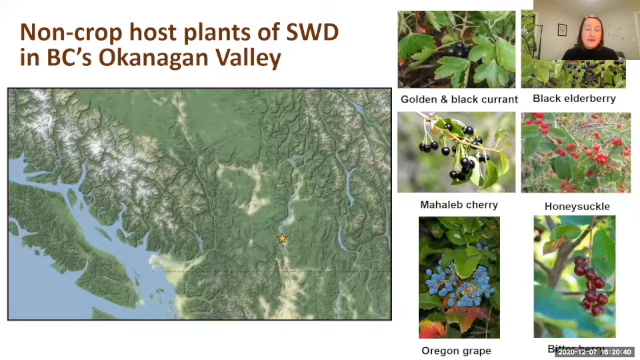 Non-crop host plants of SWD
in BC's Okanagan Valley
Golden & black currant
Black elderberry
Mahaleb cherry
Honeysuckle
Oregon grape
2020-12-07 16:20:40